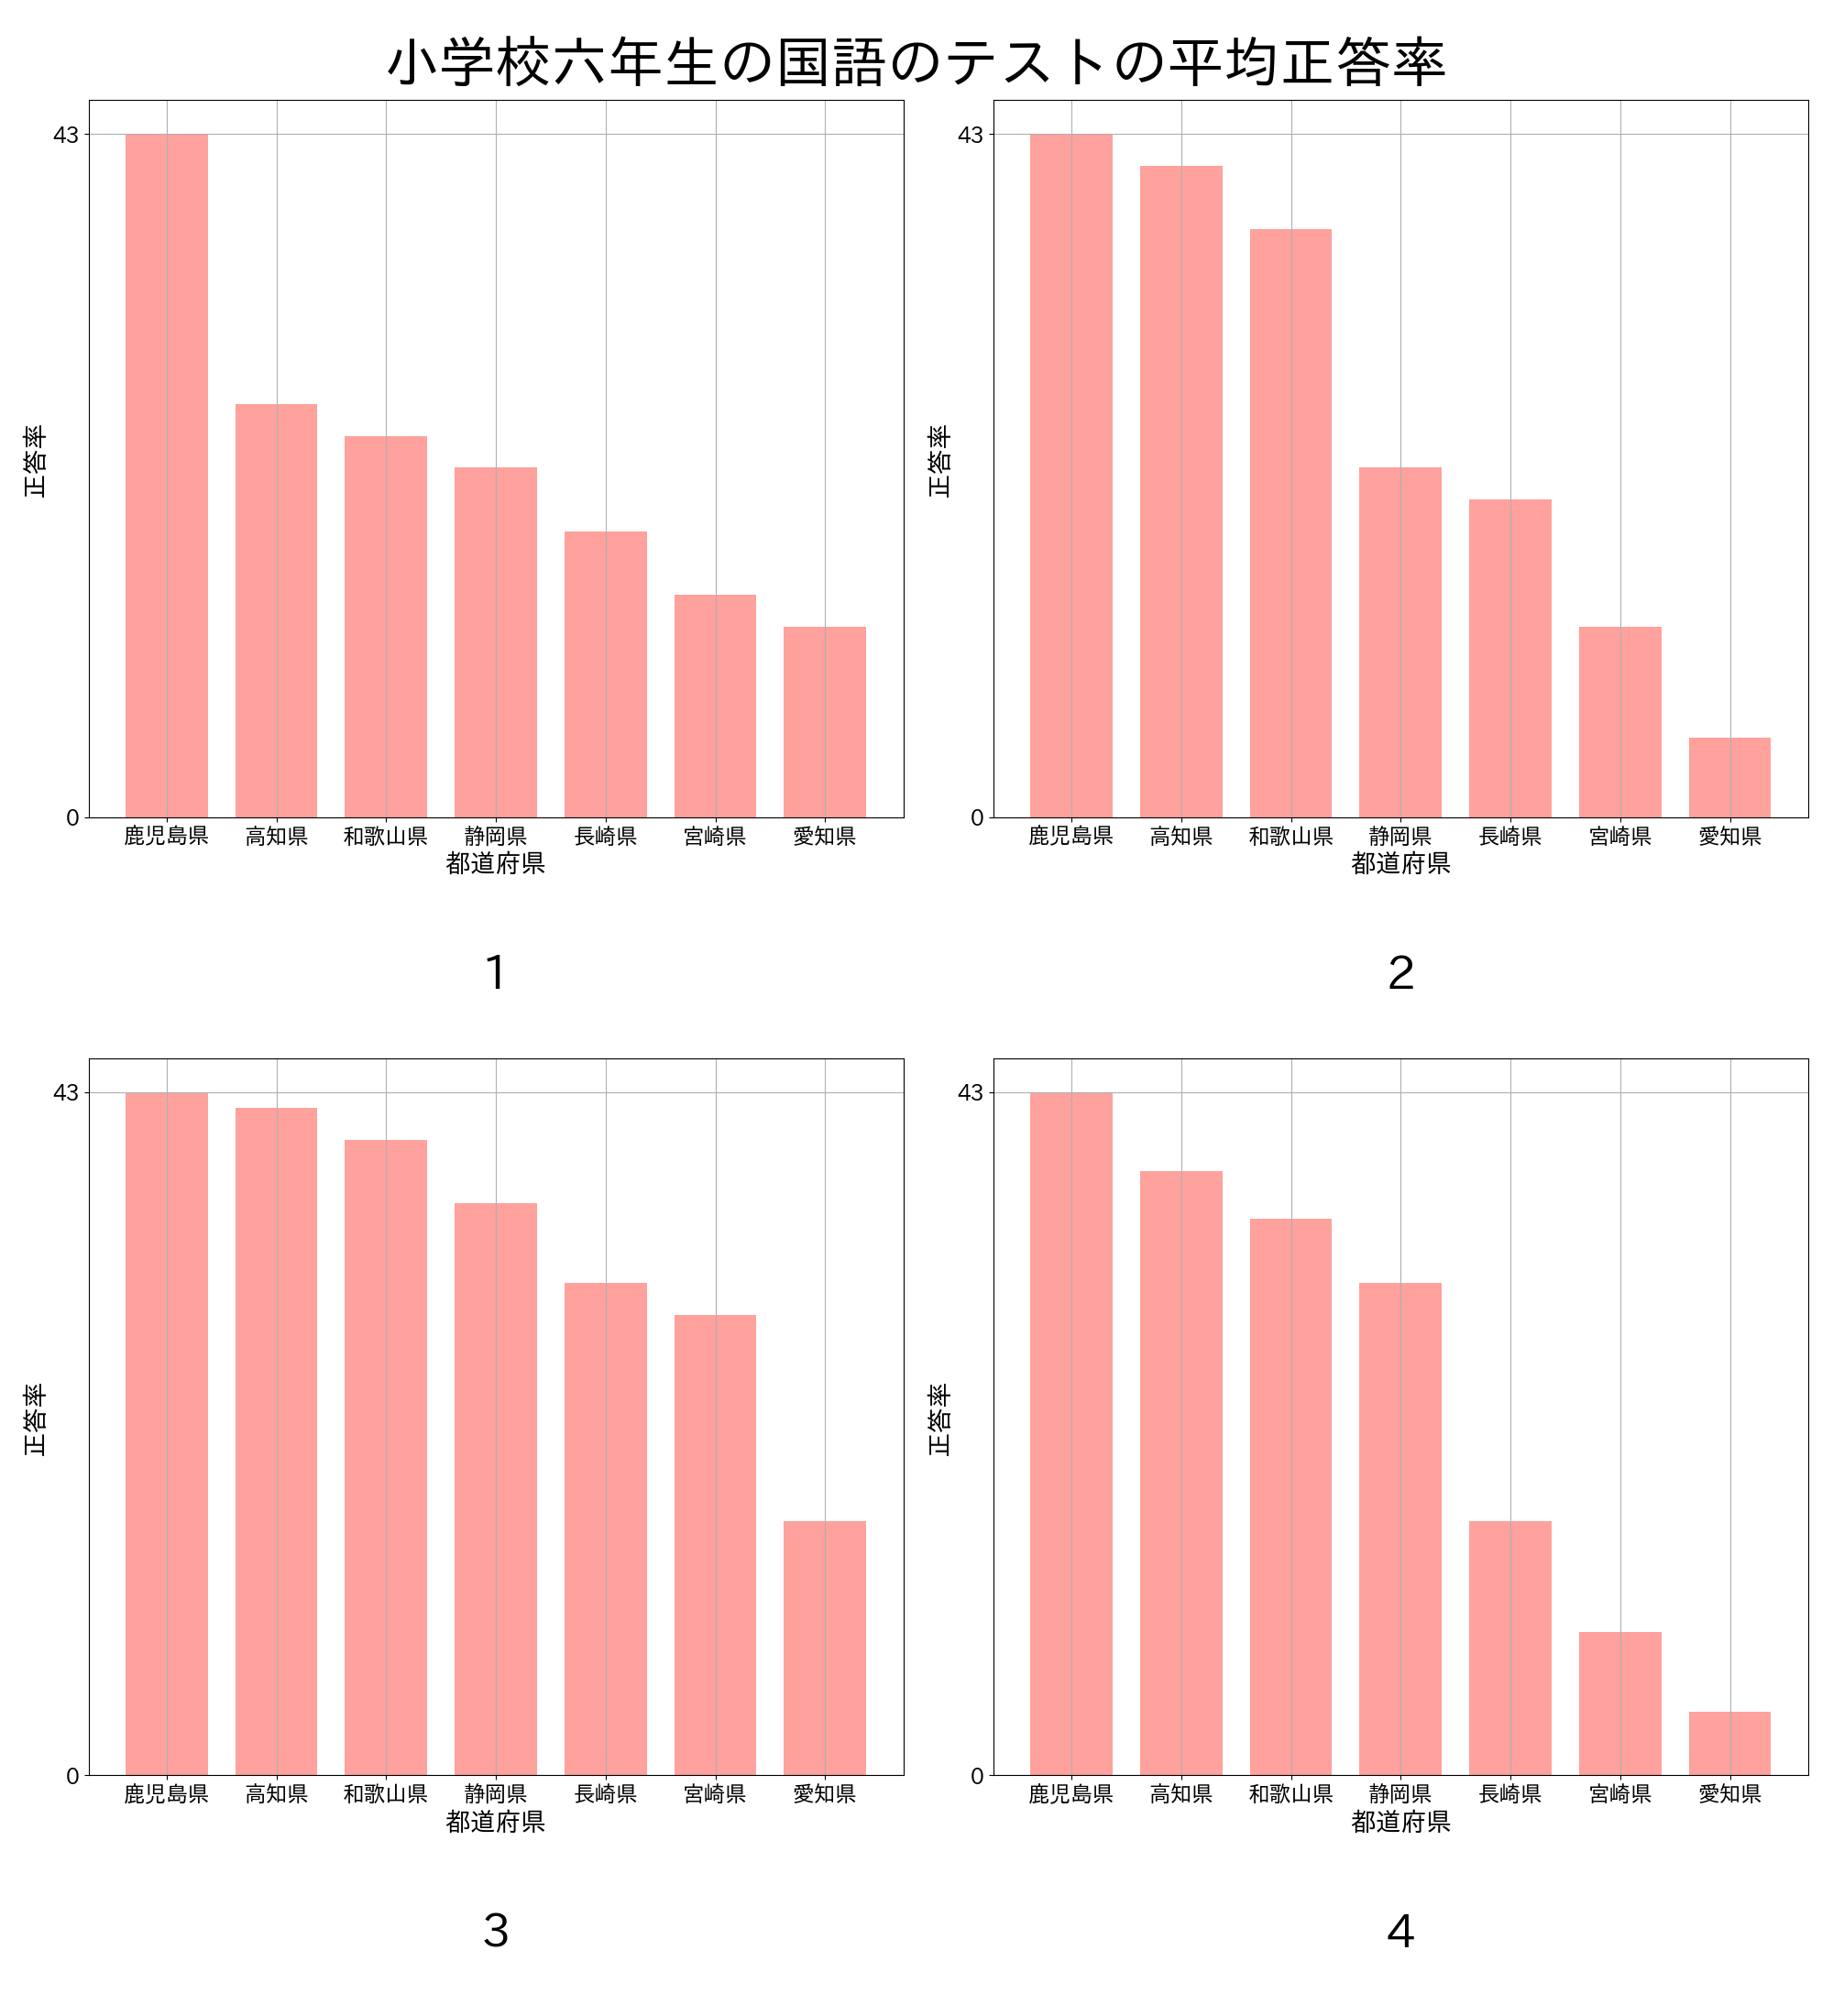 小学校六年生の国語のテストの平均正答率
43
0
正答率
鹿児島県 高知県 和歌山県 静岡県 長崎県 宮崎県 愛知県
都道府県
1
43
0
正答率
鹿児島県 高知県 和歌山県 静岡県 長崎県 宮崎県 愛知県
都道府県
2
43
0
正答率
鹿児島県 高知県 和歌山県 静岡県 長崎県 宮崎県 愛知県
都道府県
3
43
0
正答率
鹿児島県 高知県 和歌山県 静岡県 長崎県 宮崎県 愛知県
都道府県
4